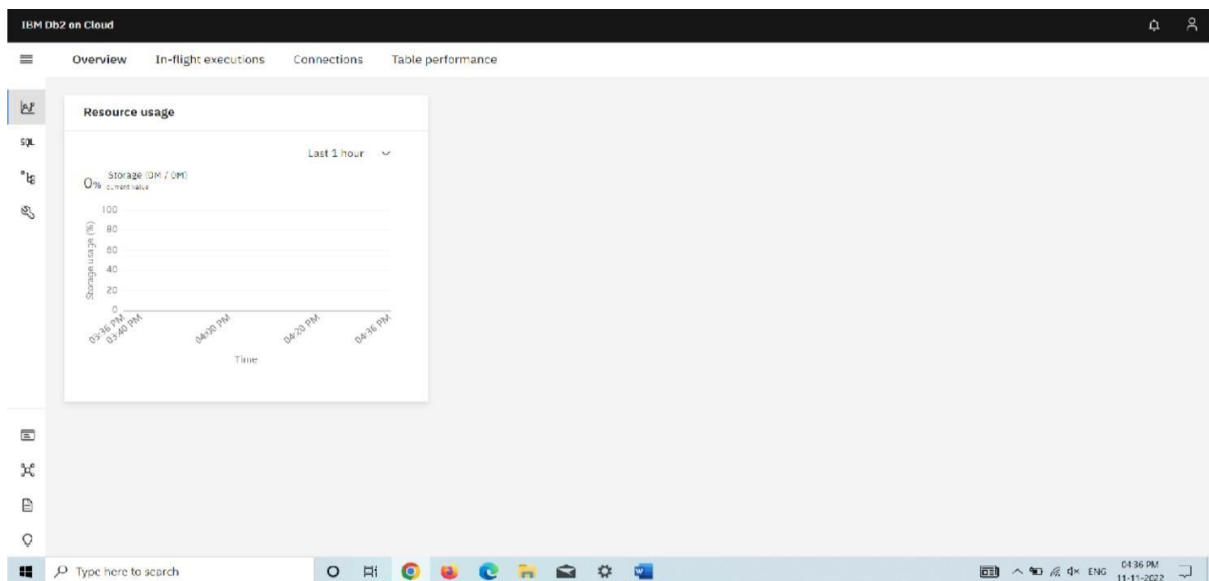 IBM Db2 on Cloud
Overview In-flight executions Connections Table performance
Resource usage
SQL
Last 1 hour
0% Storage (0M / 0M)
current value
100
80
60
40
20
0
Storage usage (%)
03:36 PM 03:40 PM 04:00 PM 04:20 PM 04:36 PM
Time
Type here to search
ENG
04:36 PM
11-11-2022